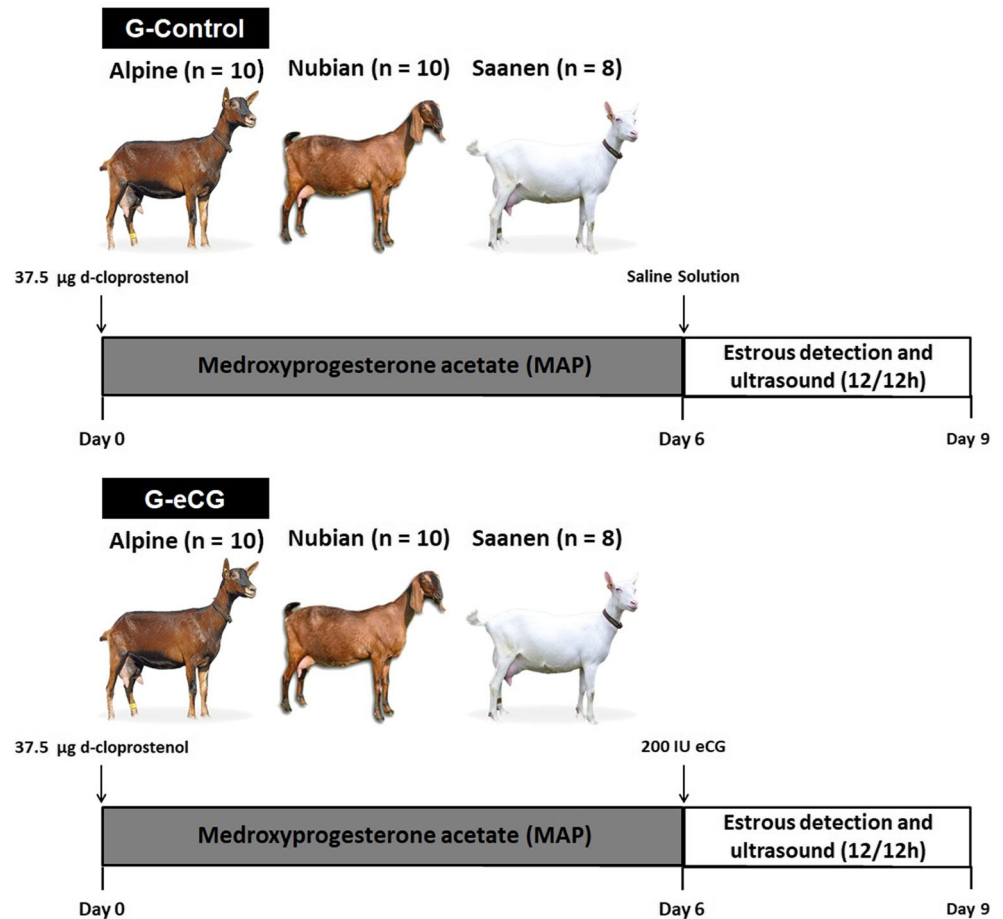 G-Control
Alpine (n = 10) Nubian (n = 10) Saanen (n = 8)
37.5 µg d-cloprostenol
Saline Solution
Medroxyprogesterone acetate (MAP)
Estrous detection and
ultrasound (12/12h)
Day 0
Day 6
Day 9
G-eCG
Alpine (n = 10) Nubian (n = 10) Saanen (n = 8)
37.5 µg d-cloprostenol
200 IU eCG
Medroxyprogesterone acetate (MAP)
Estrous detection and
ultrasound (12/12h)
Day 0
Day 6
Day 9